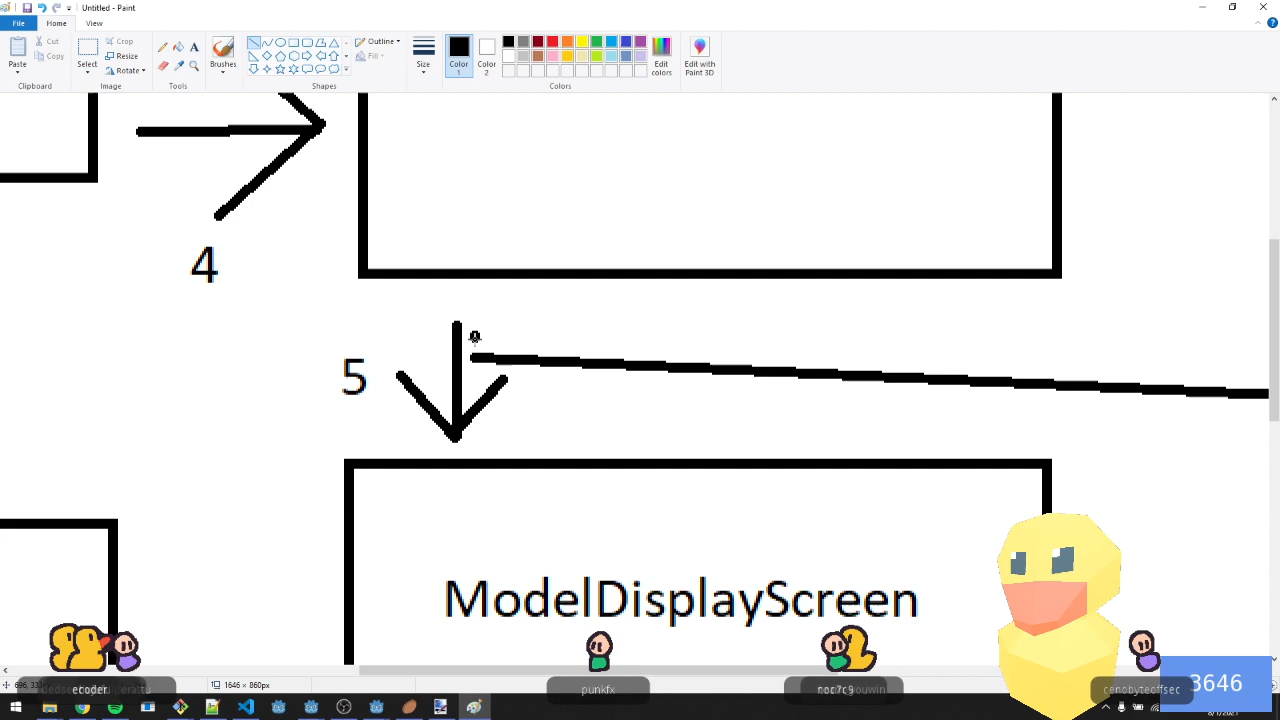 Untitled - Paint
File Home View
Paste
Cut
Copy
Clipboard
Select
Crop
Resize
Rotate
Image
Tools
Brushes
Shapes
Outline
Fill
Size
Color 1
Color 2
Edit colors
Colors
Edit with Paint 3D
4
5
ModelDisplayScreen
ecoder
punkfx
cenobyteoffsec
3646
1646 × 860px